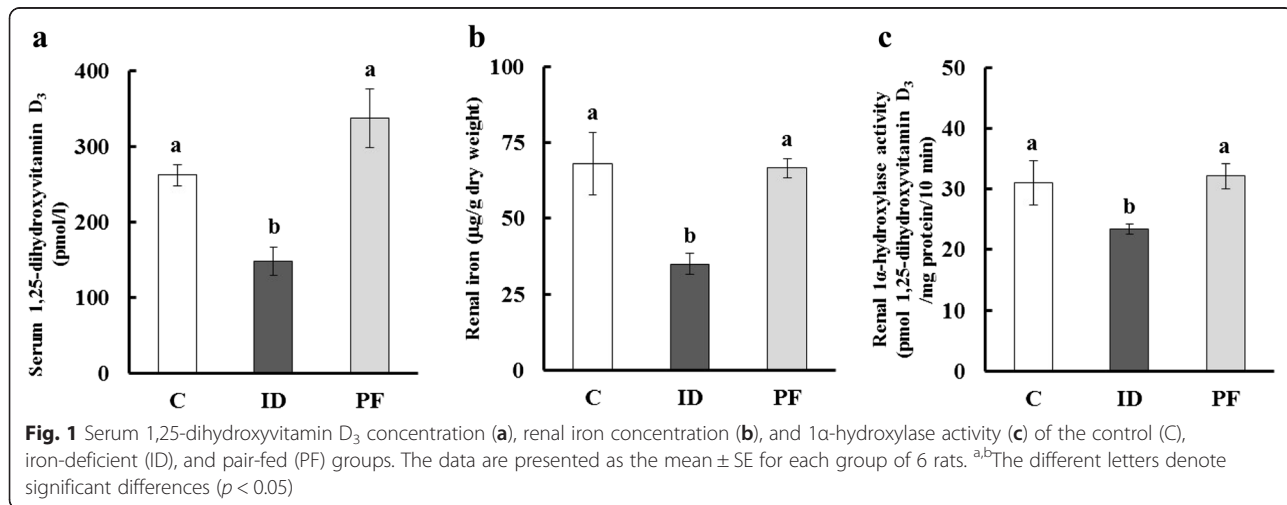 a
Serum 1,25-dihydroxyvitamin D3
(pmol/l)
400
300
200
100
0
a
b
a
C
ID
PF
b
Renal iron (µg/g dry weight)
100
75
50
25
0
a
b
a
C
ID
PF
c
Renal 1α-hydroxylase activity
(pmol 1,25-dihydroxyvitamin D3
/mg protein/10 min)
50
40
30
20
10
0
a
b
a
C
ID
PF
Fig. 1 Serum 1,25-dihydroxyvitamin D3 concentration (a), renal iron concentration (b), and 1α-hydroxylase activity (c) of the control (C),
iron-deficient (ID), and pair-fed (PF) groups. The data are presented as the mean ± SE for each group of 6 rats. a,bThe different letters denote
significant differences (p < 0.05)